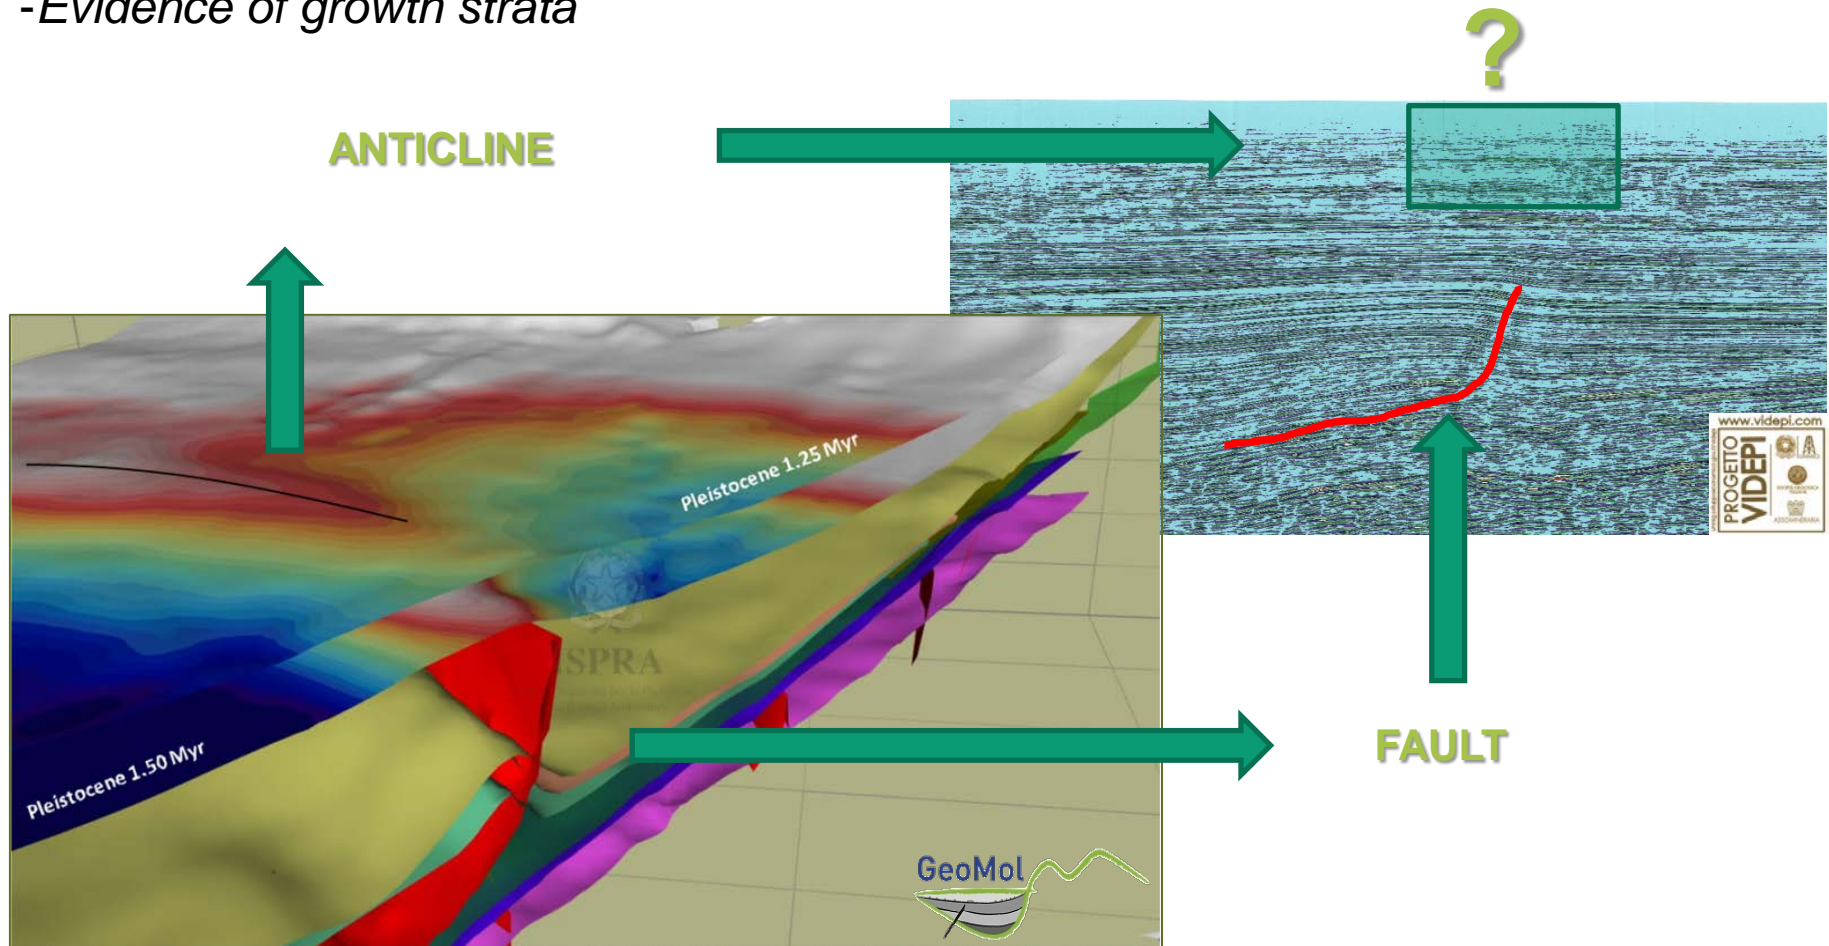 -Evidence of growth strata
?
ANTICLINE
www.videpi.com
PROGETTO
VIDEPI
ASSOMINERARIA
Pleistocene 1.25 Myr
ISPRA
Pleistocene 1.50 Myr
FAULT
GeoMol